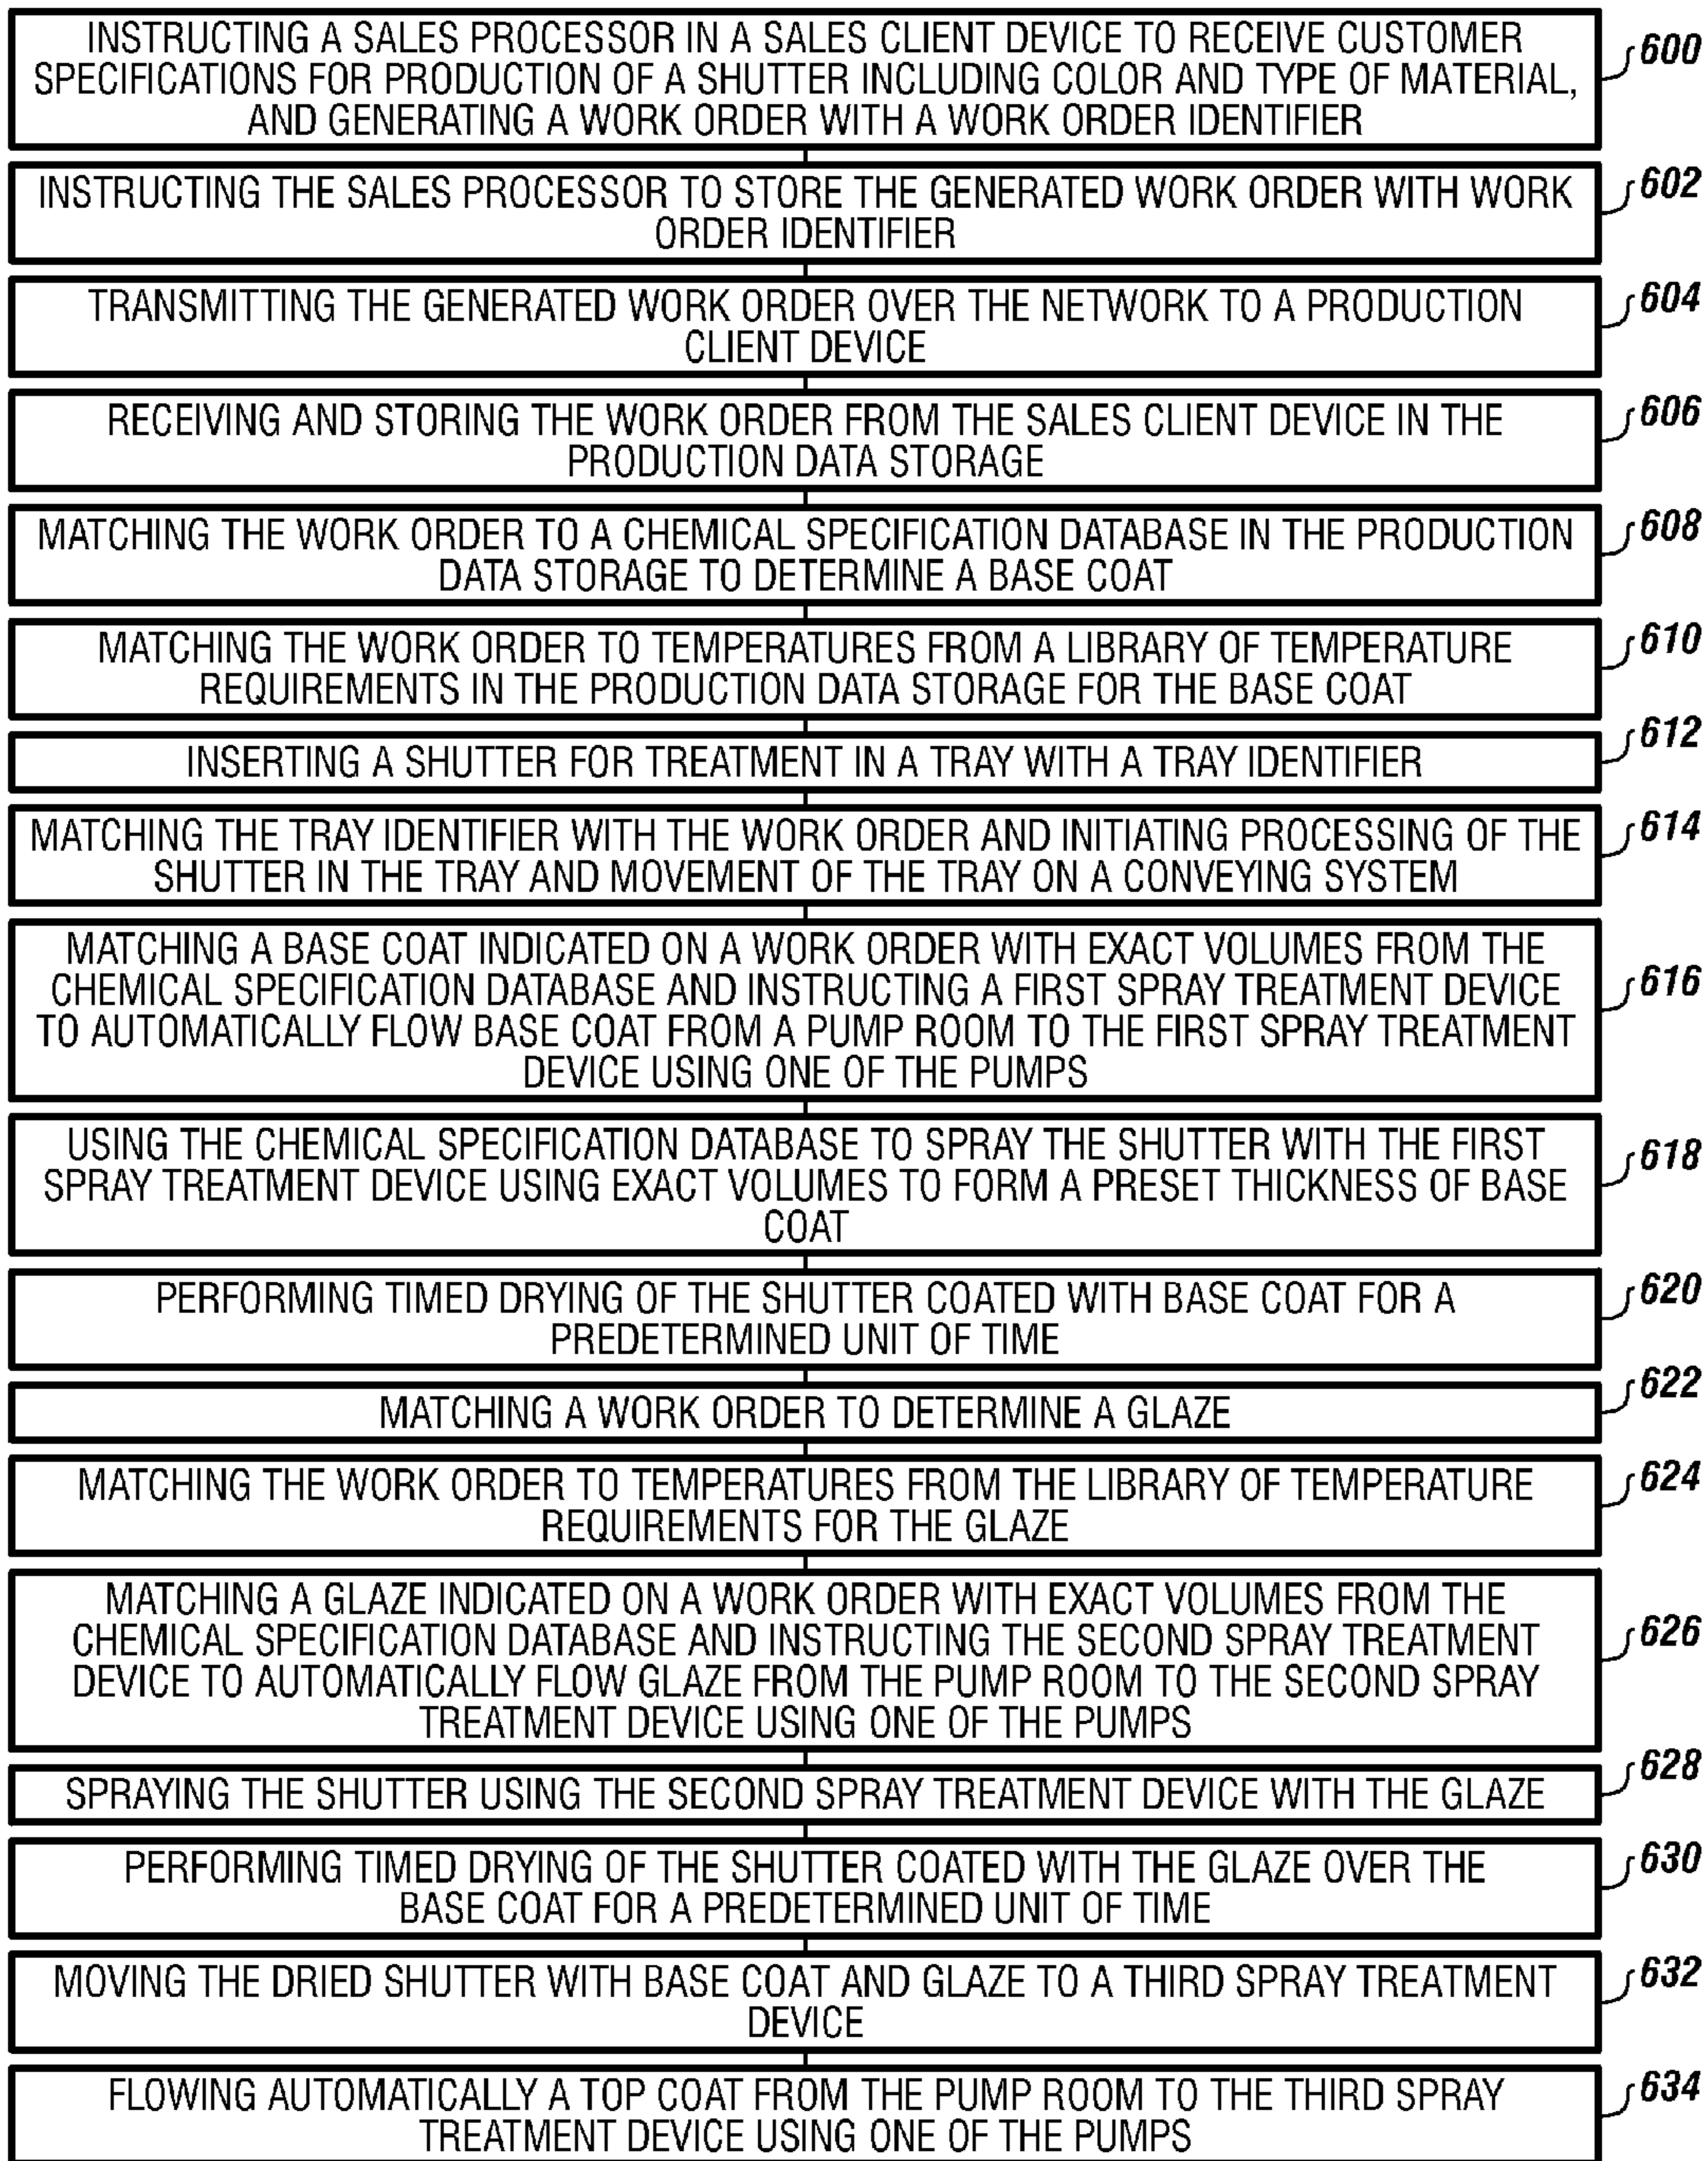 INSTRUCTING A SALES PROCESSOR IN A SALES CLIENT DEVICE TO RECEIVE CUSTOMER
SPECIFICATIONS FOR PRODUCTION OF A SHUTTER INCLUDING COLOR AND TYPE OF MATERIAL,
AND GENERATING A WORK ORDER WITH A WORK ORDER IDENTIFIER
600
INSTRUCTING THE SALES PROCESSOR TO STORE THE GENERATED WORK ORDER WITH WORK
ORDER IDENTIFIER
602
TRANSMITTING THE GENERATED WORK ORDER OVER THE NETWORK TO A PRODUCTION
CLIENT DEVICE
604
RECEIVING AND STORING THE WORK ORDER FROM THE SALES CLIENT DEVICE IN THE
PRODUCTION DATA STORAGE
606
MATCHING THE WORK ORDER TO A CHEMICAL SPECIFICATION DATABASE IN THE PRODUCTION
DATA STORAGE TO DETERMINE A BASE COAT
608
MATCHING THE WORK ORDER TO TEMPERATURES FROM A LIBRARY OF TEMPERATURE
REQUIREMENTS IN THE PRODUCTION DATA STORAGE FOR THE BASE COAT
610
INSERTING A SHUTTER FOR TREATMENT IN A TRAY WITH A TRAY IDENTIFIER
612
MATCHING THE TRAY IDENTIFIER WITH THE WORK ORDER AND INITIATING PROCESSING OF THE
SHUTTER IN THE TRAY AND MOVEMENT OF THE TRAY ON A CONVEYING SYSTEM
614
MATCHING A BASE COAT INDICATED ON A WORK ORDER WITH EXACT VOLUMES FROM THE
CHEMICAL SPECIFICATION DATABASE AND INSTRUCTING A FIRST SPRAY TREATMENT DEVICE
TO AUTOMATICALLY FLOW BASE COAT FROM A PUMP ROOM TO THE FIRST SPRAY TREATMENT
DEVICE USING ONE OF THE PUMPS
616
USING THE CHEMICAL SPECIFICATION DATABASE TO SPRAY THE SHUTTER WITH THE FIRST
SPRAY TREATMENT DEVICE USING EXACT VOLUMES TO FORM A PRESET THICKNESS OF BASE
COAT
618
PERFORMING TIMED DRYING OF THE SHUTTER COATED WITH BASE COAT FOR A
PREDETERMINED UNIT OF TIME
620
MATCHING A WORK ORDER TO DETERMINE A GLAZE
622
MATCHING THE WORK ORDER TO TEMPERATURES FROM THE LIBRARY OF TEMPERATURE
REQUIREMENTS FOR THE GLAZE
624
MATCHING A GLAZE INDICATED ON A WORK ORDER WITH EXACT VOLUMES FROM THE
CHEMICAL SPECIFICATION DATABASE AND INSTRUCTING THE SECOND SPRAY TREATMENT
DEVICE TO AUTOMATICALLY FLOW GLAZE FROM THE PUMP ROOM TO THE SECOND SPRAY
TREATMENT DEVICE USING ONE OF THE PUMPS
626
SPRAYING THE SHUTTER USING THE SECOND SPRAY TREATMENT DEVICE WITH THE GLAZE
628
PERFORMING TIMED DRYING OF THE SHUTTER COATED WITH THE GLAZE OVER THE
BASE COAT FOR A PREDETERMINED UNIT OF TIME
630
MOVING THE DRIED SHUTTER WITH BASE COAT AND GLAZE TO A THIRD SPRAY TREATMENT
DEVICE
632
FLOWING AUTOMATICALLY A TOP COAT FROM THE PUMP ROOM TO THE THIRD SPRAY
TREATMENT DEVICE USING ONE OF THE PUMPS
634